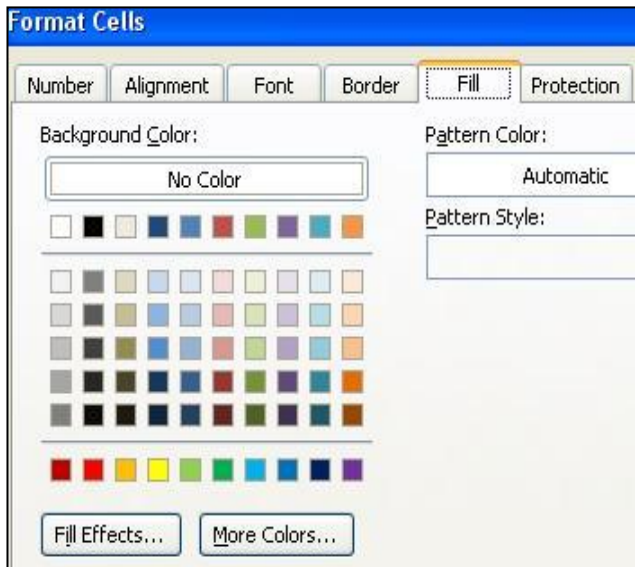 Format Cells
Number Alignment Font Border Fill Protection
Background Color: Pattern Color:
No Color Automatic
Pattern Style:
Fill Effects... More Colors...